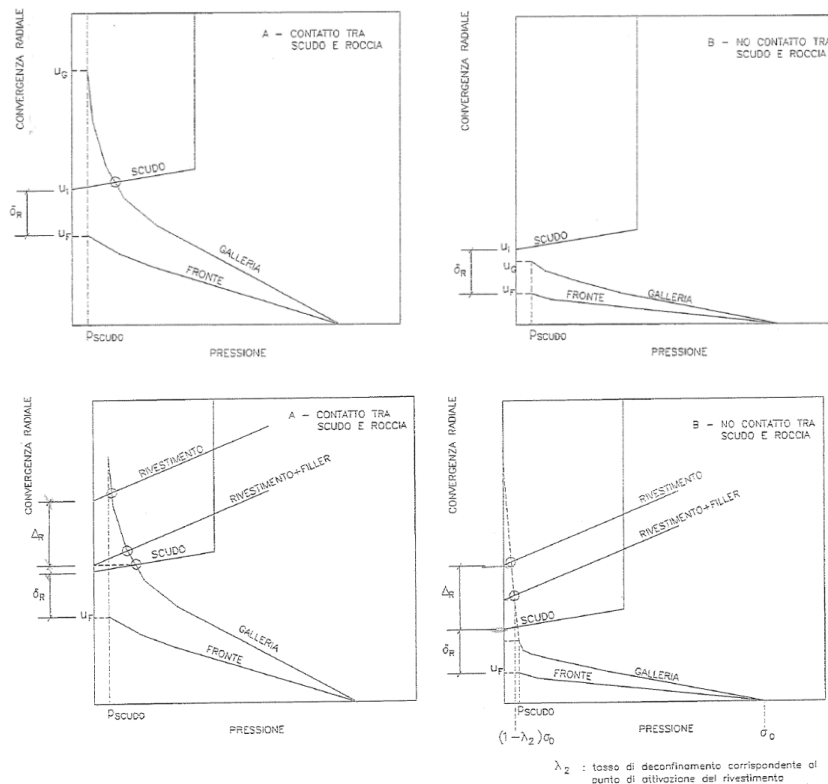 CONVERGENZA RADIALE
A - CONTATTO TRA
SCUDO E ROCCIA
uG
SCUDO
uI
δR
uF
GALLERIA
FRONTE
PSCUDO
PRESSIONE
CONVERGENZA RADIALE
B - NO CONTATTO TRA
SCUDO E ROCCIA
SCUDO
uI
δR
uG
uF
FRONTE
GALLERIA
PSCUDO
PRESSIONE
CONVERGENZA RADIALE
A - CONTATTO TRA
SCUDO E ROCCIA
RIVESTIMENTO
RIVESTIMENTO+FILLER
ΔR
SCUDO
δR
uF
GALLERIA
FRONTE
PSCUDO
PRESSIONE
CONVERGENZA RADIALE
B - NO CONTATTO TRA
SCUDO E ROCCIA
RIVESTIMENTO
RIVESTIMENTO+FILLER
ΔR
SCUDO
δR
uF
GALLERIA
FRONTE
PSCUDO
PRESSIONE
(1-λ2)σ0
σ0
λ2 : tasso di deconfinamento corrispondente al
punto di attivazione del rivestimento